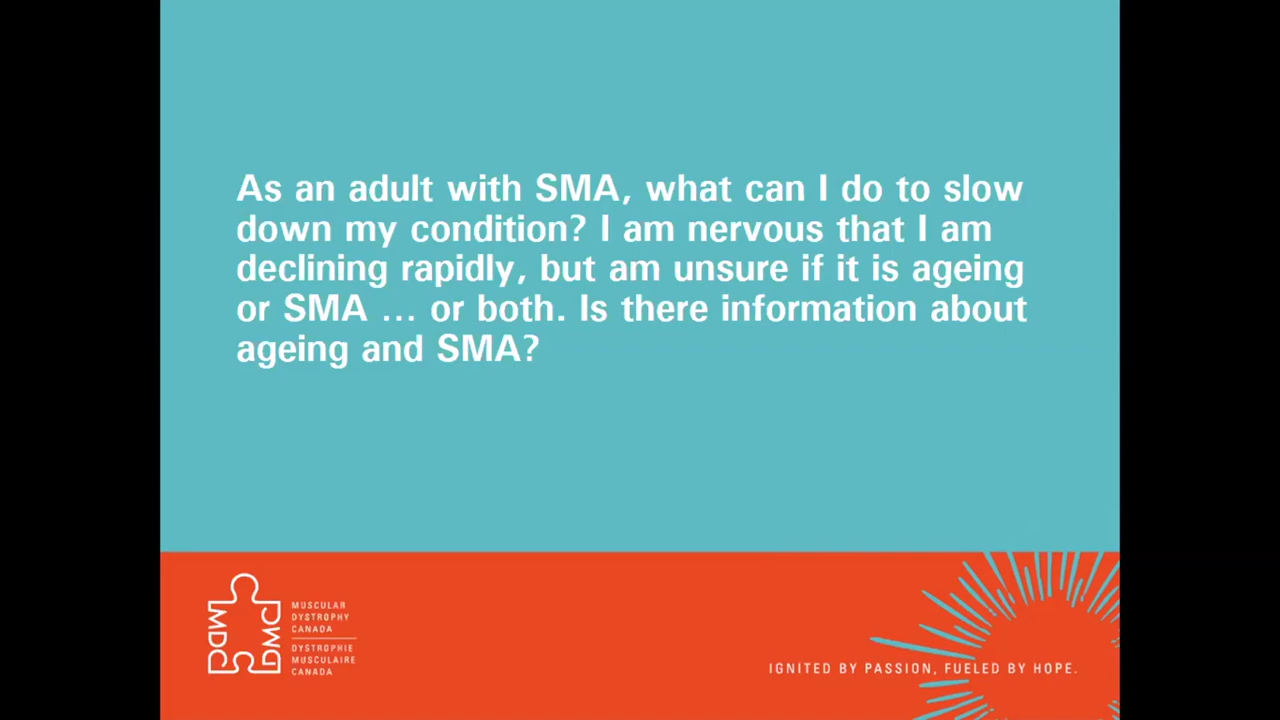 As an adult with SMA, what can I do to slow
down my condition? I am nervous that I am
declining rapidly, but am unsure if it is ageing
or SMA ... or both. Is there information about
ageing and SMA?
MDC
DMC
MUSCULAR
DYSTROPHY
CANADA
DYSTROPHIE
MUSCULAIRE
CANADA
IGNITED BY PASSION, FUELED BY HOPE.